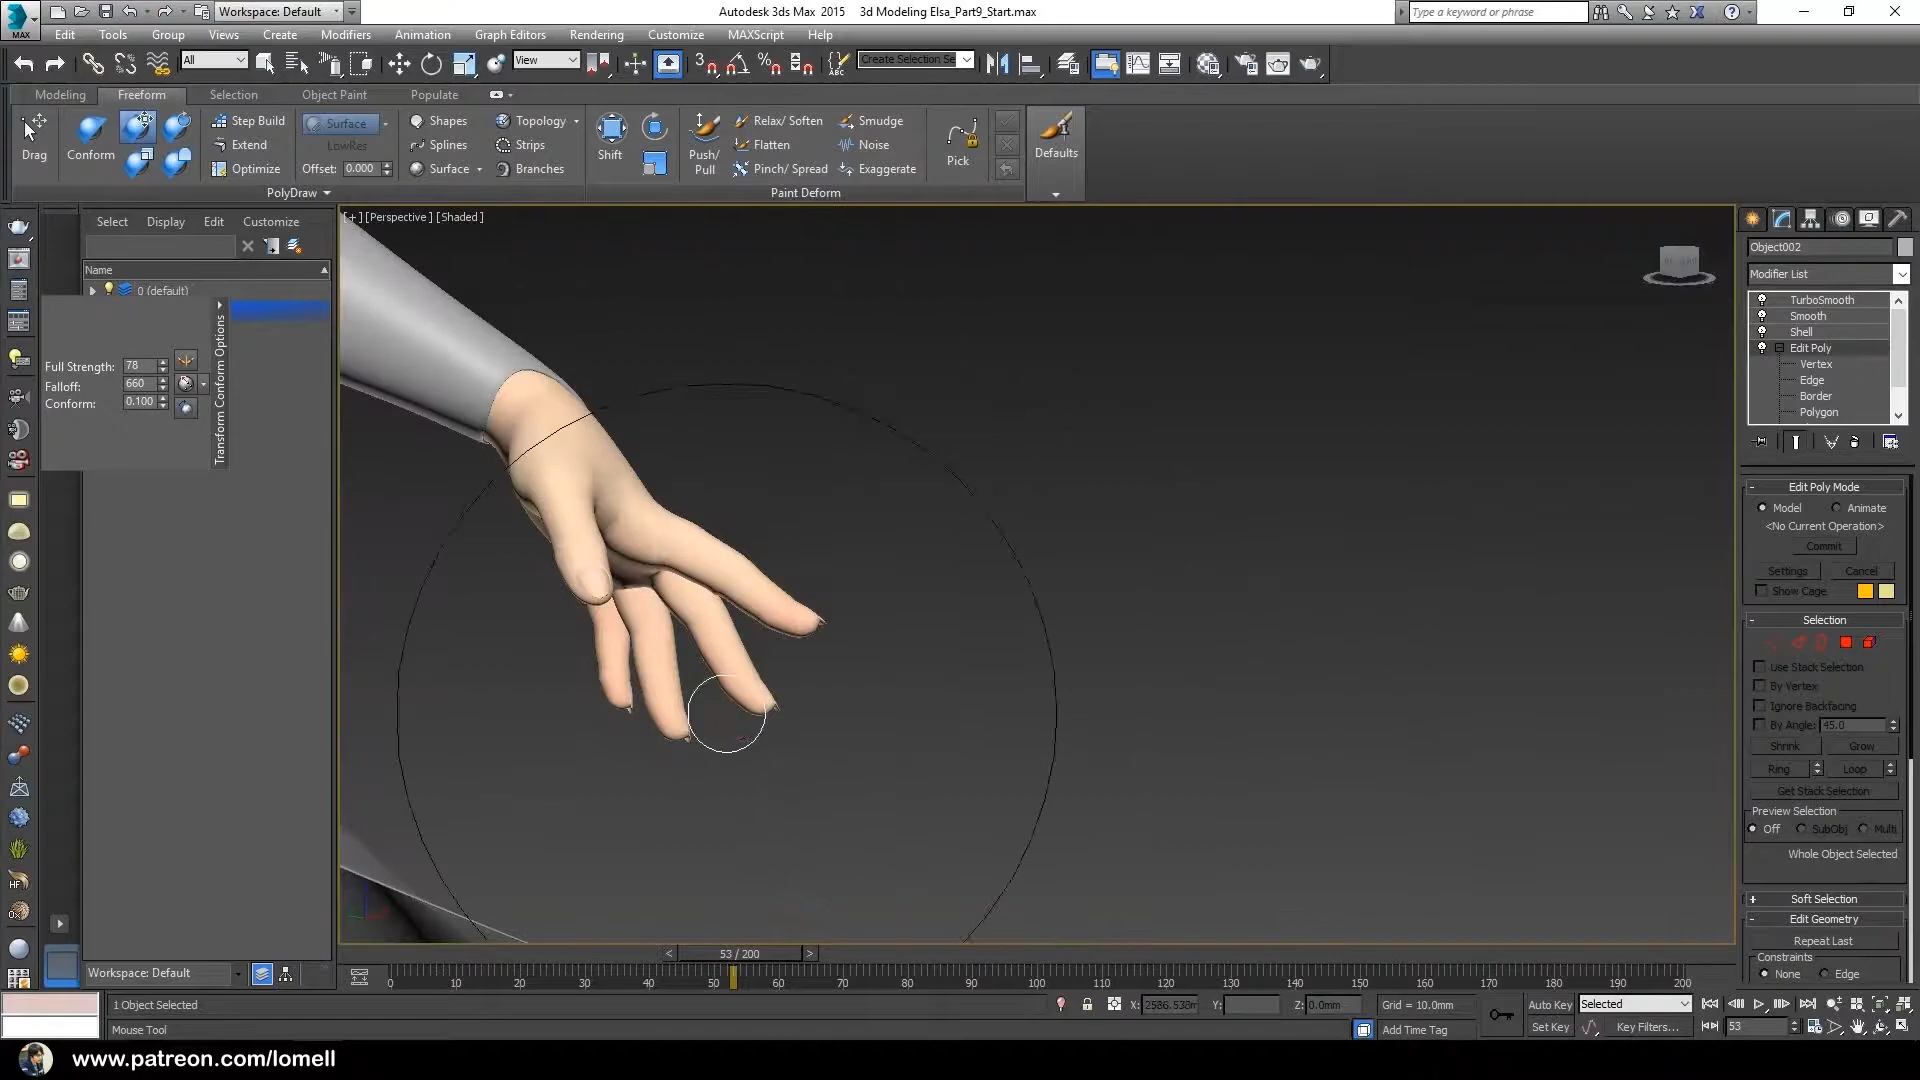 Workspace: Default
Autodesk 3ds Max 2015    3d Modeling Elsa_Part9_Start.max
Type a keyword or phrase
MAX
Edit Tools Group Views Create Modifiers Animation Graph Editors Rendering Customize MAXScript Help
All
View
3
ABC
Create Selection Se
Modeling Freeform Selection Object Paint Populate
Drag
Conform
Step Build
Extend
Optimize
Surface
LowRes
Offset: 0.000
Shapes
Splines
Surface
Topology
Strips
Branches
PolyDraw
Shift
Push/
Pull
Relax/ Soften
Flatten
Pinch/ Spread
Smudge
Noise
Exaggerate
Paint Deform
Pick
Defaults
Select Display Edit Customize
Name
0 (default)
Full Strength: 78
Falloff: 660
Conform: 0.100
Transform Conform Options
[+] [Perspective] [Shaded]
Object002
Modifier List
TurboSmooth
Smooth
Shell
Edit Poly
Vertex
Edge
Border
Polygon
Edit Poly Mode
Model Animate
<No Current Operation>
Commit
Settings Cancel
Show Cage
Selection
Use Stack Selection
By Vertex
Ignore Backfacing
By Angle: 45.0
Shrink Grow
Ring Loop
Get Stack Selection
Preview Selection
Off SubObj Multi
Whole Object Selected
Soft Selection
Edit Geometry
Repeat Last
Constraints
None Edge
53 / 200
Workspace: Default
0 10 20 30 40 50 60 70 80 90 100 110 120 130 140 150 160 170 180 190 200
1 Object Selected
X: 2586.538m Y: Z: 0.0mm
Grid = 10.0mm
Auto Key Selected
Mouse Tool
Add Time Tag
Set Key Key Filters...
53
www.patreon.com/lomell